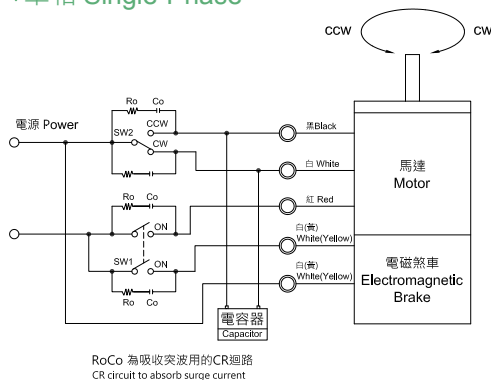 Single Phase
CCW
CW
電源 Power
Ro Co
CCW
SW2
CW
黑Black
白 White
馬達
Motor
Ro Co
紅 Red
ON
白(黃)
White(Yellow)
SW1
ON
白(黃)
White(Yellow)
電磁煞車
Electromagnetic
Brake
Ro Co
電容器
Capacitor
RoCo 為吸收突波用的CR迴路
CR circuit to absorb surge current